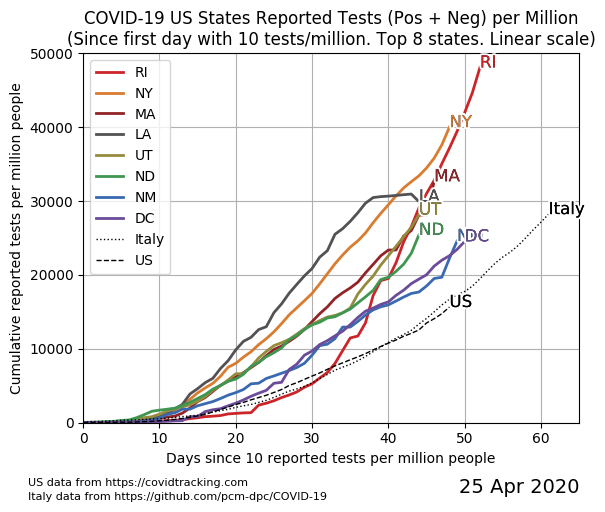 COVID-19 US States Reported Tests (Pos + Neg) per Million
(Since first day with 10 tests/million. Top 8 states. Linear scale)
Cumulative reported tests per million people
50000
40000
30000
20000
10000
0
RI
NY
MA
LA
UT
ND
NM
DC
Italy
US
RI
NY
MA
LA
UT
Italy
ND
NM
DC
US
0 10 20 30 40 50 60
Days since 10 reported tests per million people
US data from https://covidtracking.com
Italy data from https://github.com/pcm-dpc/COVID-19
25 Apr 2020